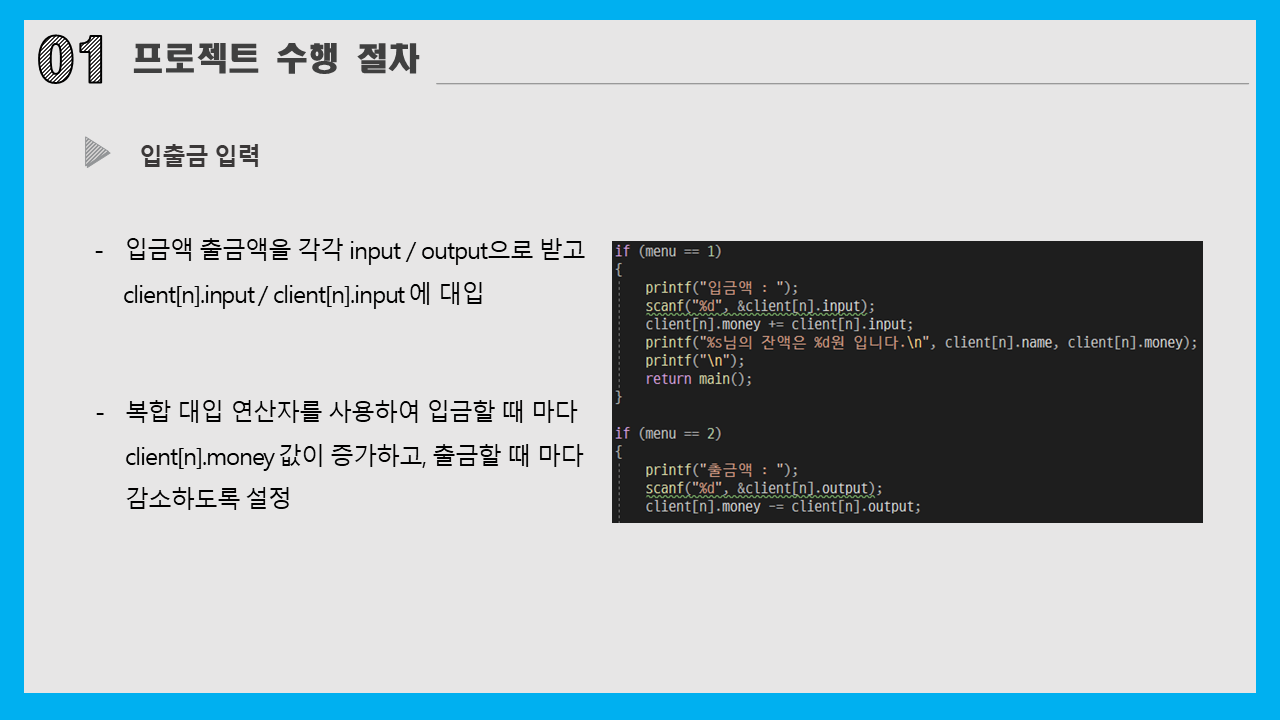 01 프로젝트 수행 절차
입출금 입력
- 입금액 출금액을 각각 input / output으로 받고
client[n].input / client[n].input 에 대입
- 복합 대입 연산자를 사용하여 입금할 때 마다
client[n].money 값이 증가하고, 출금할 때 마다
감소하도록 설정
if (menu == 1)
{
printf("입금액 : ");
scanf("%d", &client[n].input);
client[n].money += client[n].input;
printf("%s님의 잔액은 %d원 입니다.\n", client[n].name, client[n].money);
printf("\n");
return main();
}
if (menu == 2)
{
printf("출금액 : ");
scanf("%d", &client[n].output);
client[n].money -= client[n].output;